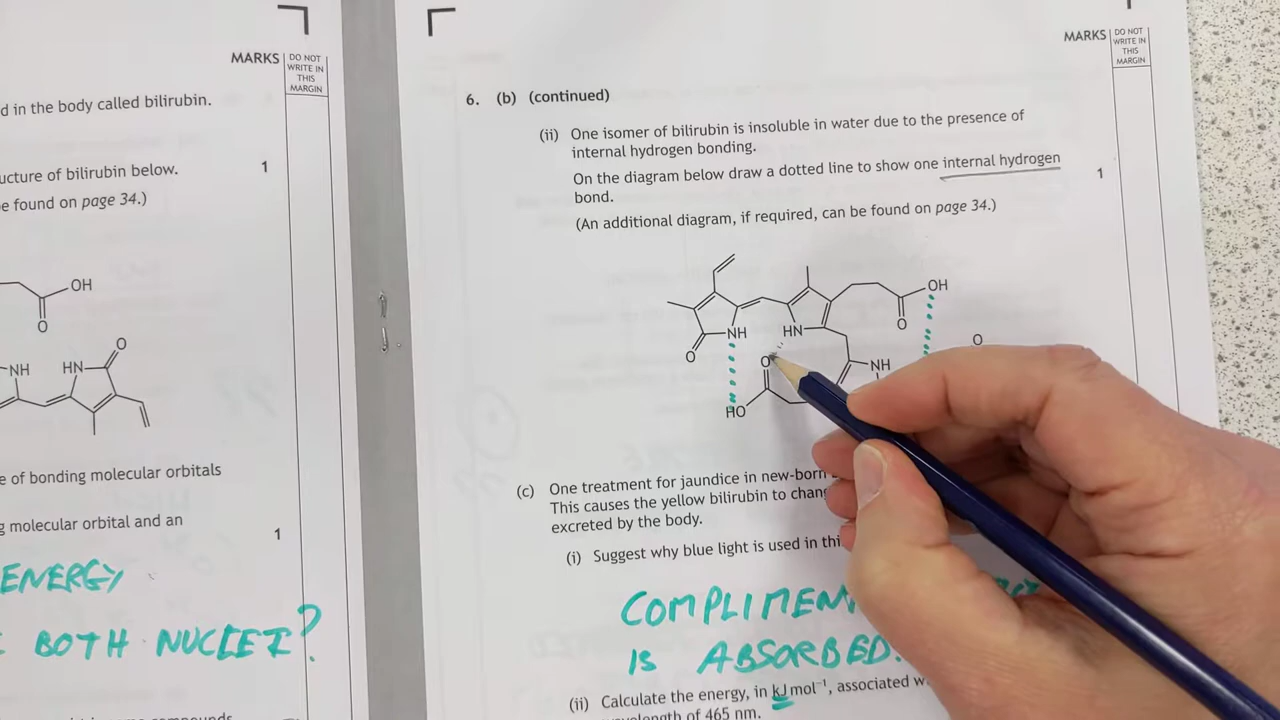 MARKS
DO NOT
WRITE IN
THIS
MARGIN
d in the body called bilirubin.
ucture of bilirubin below.
1
e found on page 34.)
OH
O
NH
HN
O
e of bonding molecular orbitals
g molecular orbital and an
1
ENERGY
BOTH NUCLEI?
MARKS
DO NOT
WRITE IN
THIS
MARGIN
6. (b) (continued)
(ii) One isomer of bilirubin is insoluble in water due to the presence of
internal hydrogen bonding.
On the diagram below draw a dotted line to show one internal hydrogen
bond.
1
(An additional diagram, if required, can be found on page 34.)
OH
O
NH
HN
O
O
O
NH
HO
(c) One treatment for jaundice in new-born
This causes the yellow bilirubin to chang
excreted by the body.
(i) Suggest why blue light is used in thi
COMPLIMEN
IS ABSORBED.
(ii) Calculate the energy, in kJ mol⁻¹, associated w
of 465 nm.